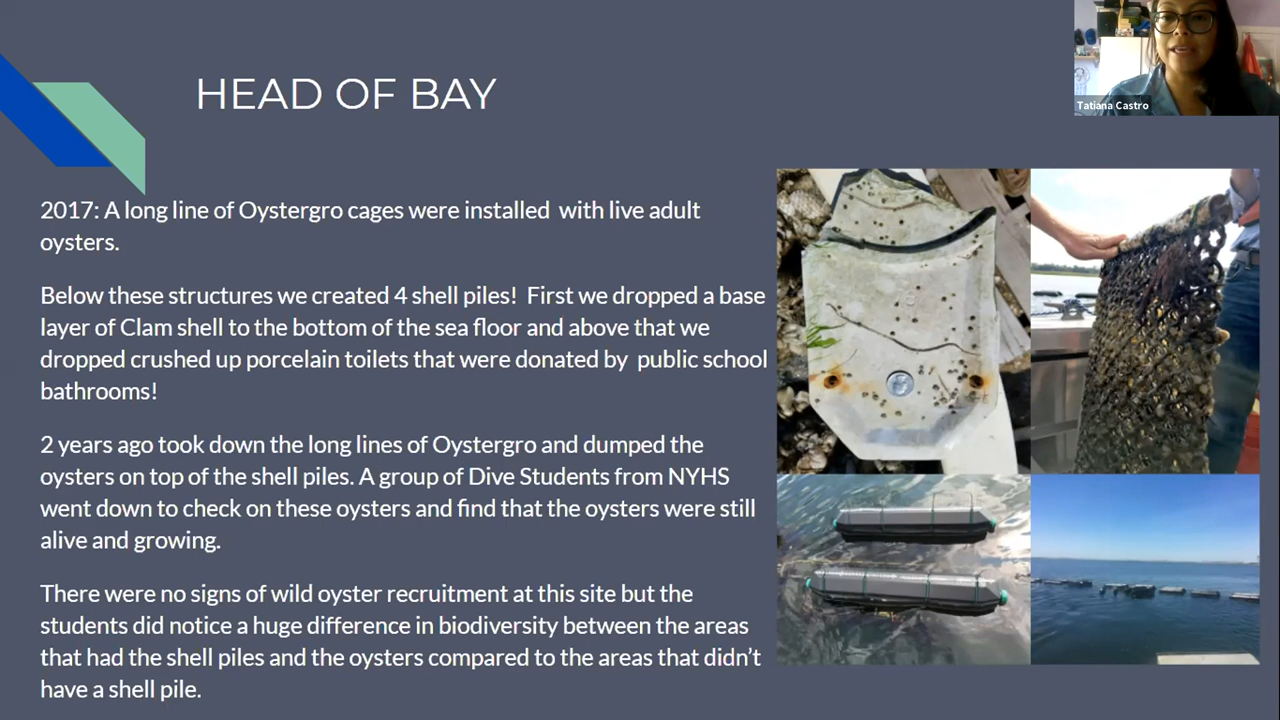 HEAD OF BAY
Tatiana Castro
2017: A long line of Oystergro cages were installed with live adult
oysters.
Below these structures we created 4 shell piles! First we dropped a base
layer of Clam shell to the bottom of the sea floor and above that we
dropped crushed up porcelain toilets that were donated by public school
bathrooms!
2 years ago took down the long lines of Oystergro and dumped the
oysters on top of the shell piles. A group of Dive Students from NYHS
went down to check on these oysters and find that the oysters were still
alive and growing.
There were no signs of wild oyster recruitment at this site but the
students did notice a huge difference in biodiversity between the areas
that had the shell piles and the oysters compared to the areas that didn't
have a shell pile.